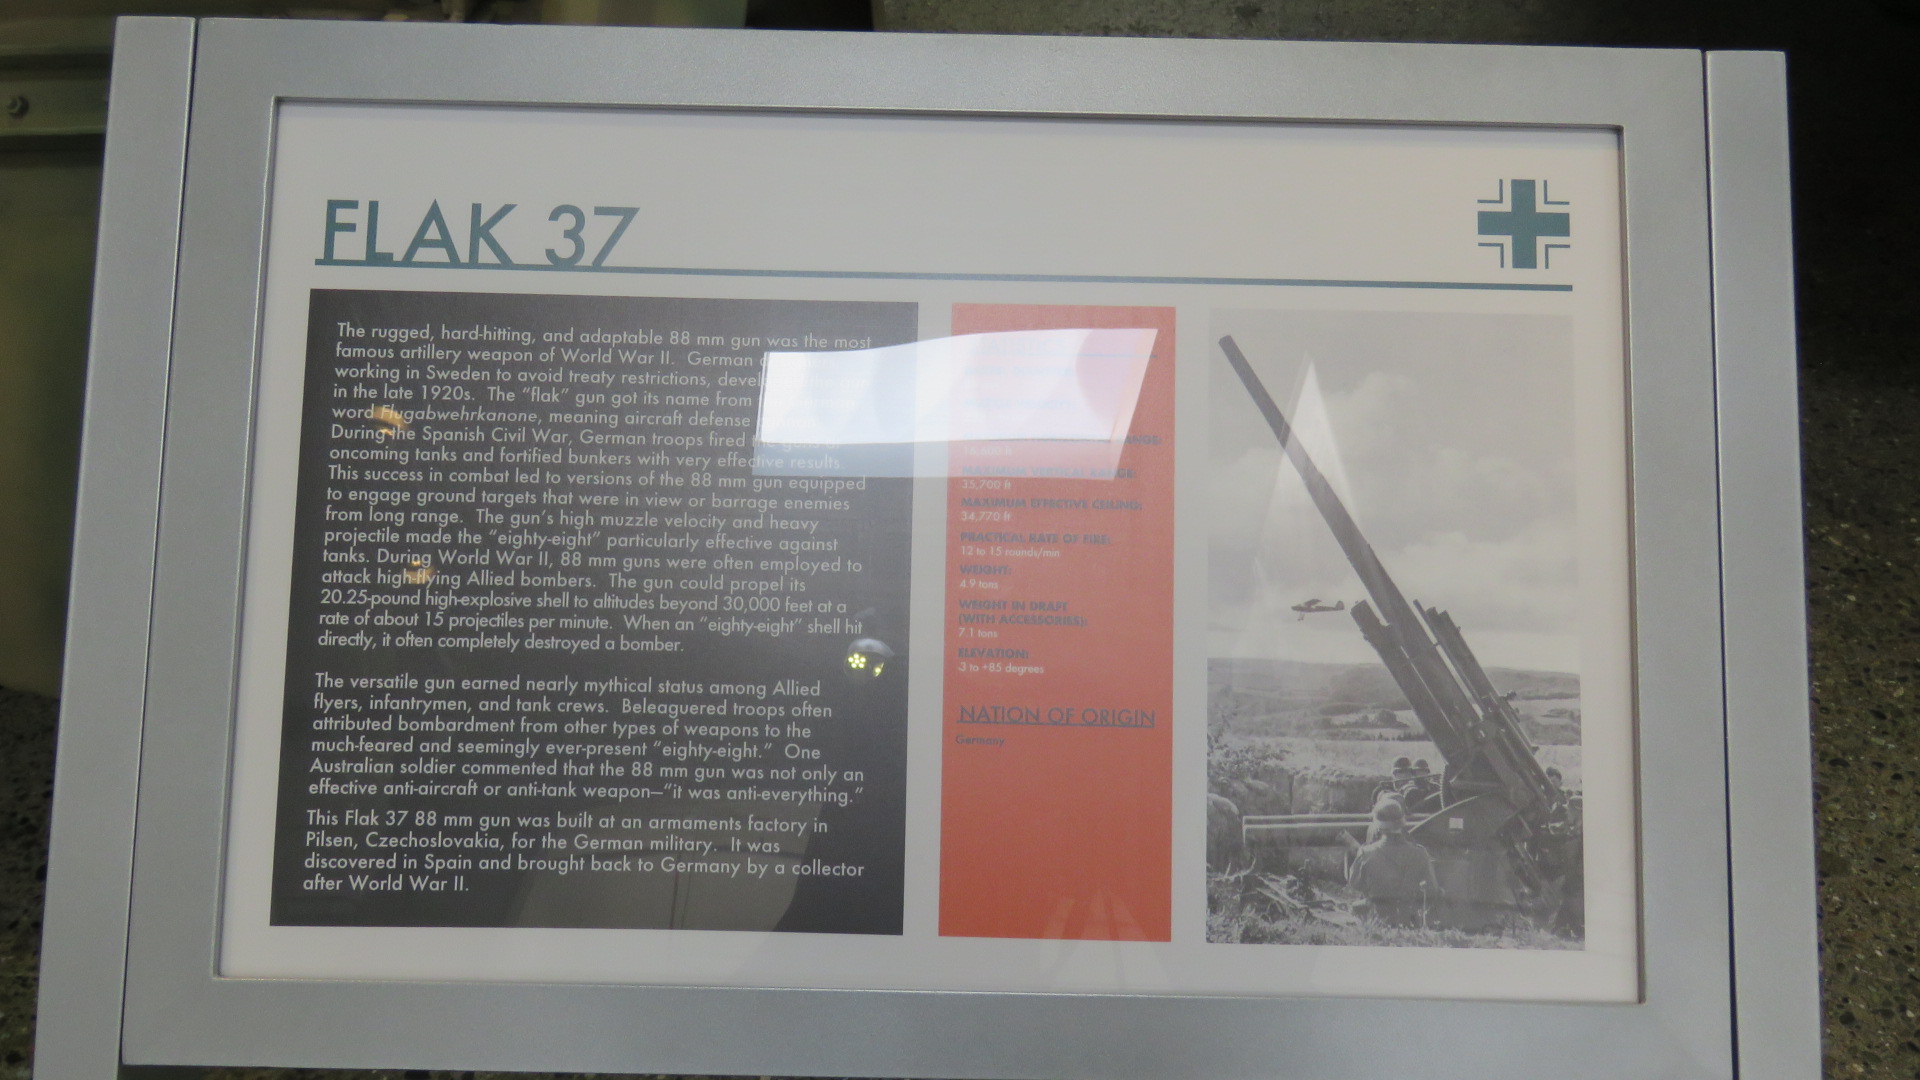 FLAK 37
The rugged, hard-hitting, and adaptable 88 mm gun was the most
famous artillery weapon of World War II. German
working in Sweden to avoid treaty restrictions,
in the late 1920s. The "flak" gun got its name from
word Flugabwehrkanone, meaning aircraft defense
During the Spanish Civil War, German troops fired
oncoming tanks and fortified bunkers with very effective results.
This success in combat led to versions of the 88 mm gun equipped
to engage ground targets that were in view or barrage enemies
from long range. The gun's high muzzle velocity and heavy
projectile made the "eighty-eight" particularly effective against
tanks. During World War II, 88 mm guns were often employed to
attack high-flying Allied bombers. The gun could propel its
20.25-pound high-explosive shell to altitudes beyond 30,000 feet at a
rate of about 15 projectiles per minute. When an "eighty-eight" shell hit
directly, it often completely destroyed a bomber.
The versatile gun earned nearly mythical status among Allied
flyers, infantrymen, and tank crews. Beleaguered troops often
attributed bombardment from other types of weapons to the
much-feared and seemingly ever-present "eighty-eight." One
Australian soldier commented that the 88 mm gun was not only an
effective anti-aircraft or anti-tank weapon—"it was anti-everything."
This Flak 37 88 mm gun was built at an armaments factory in
Pilsen, Czechoslovakia, for the German military. It was
discovered in Spain and brought back to Germany by a collector
after World War II.
MAXIMUM VERTICAL RANGE:
35,700 ft
MAXIMUM EFFECTIVE CEILING:
34,770 ft
PRACTICAL RATE OF FIRE:
12 to 15 rounds/min
WEIGHT:
4.9 tons
WEIGHT IN DRAFT
(WITH ACCESSORIES):
7.1 tons
ELEVATION:
-3 to +85 degrees
NATION OF ORIGIN
Germany